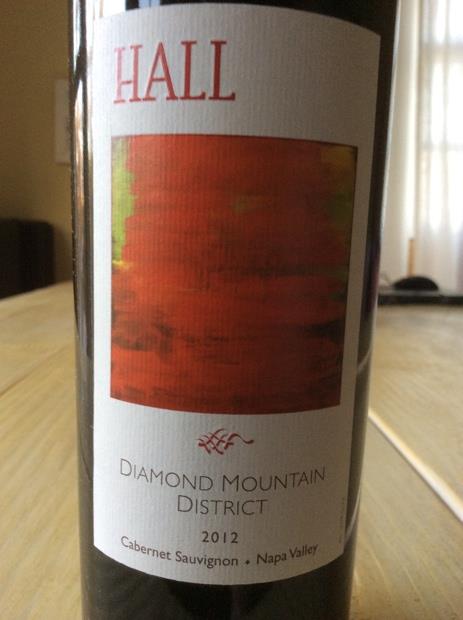 HALL
DIAMOND MOUNTAIN
DISTRICT
2012
Cabernet Sauvignon • Napa Valley